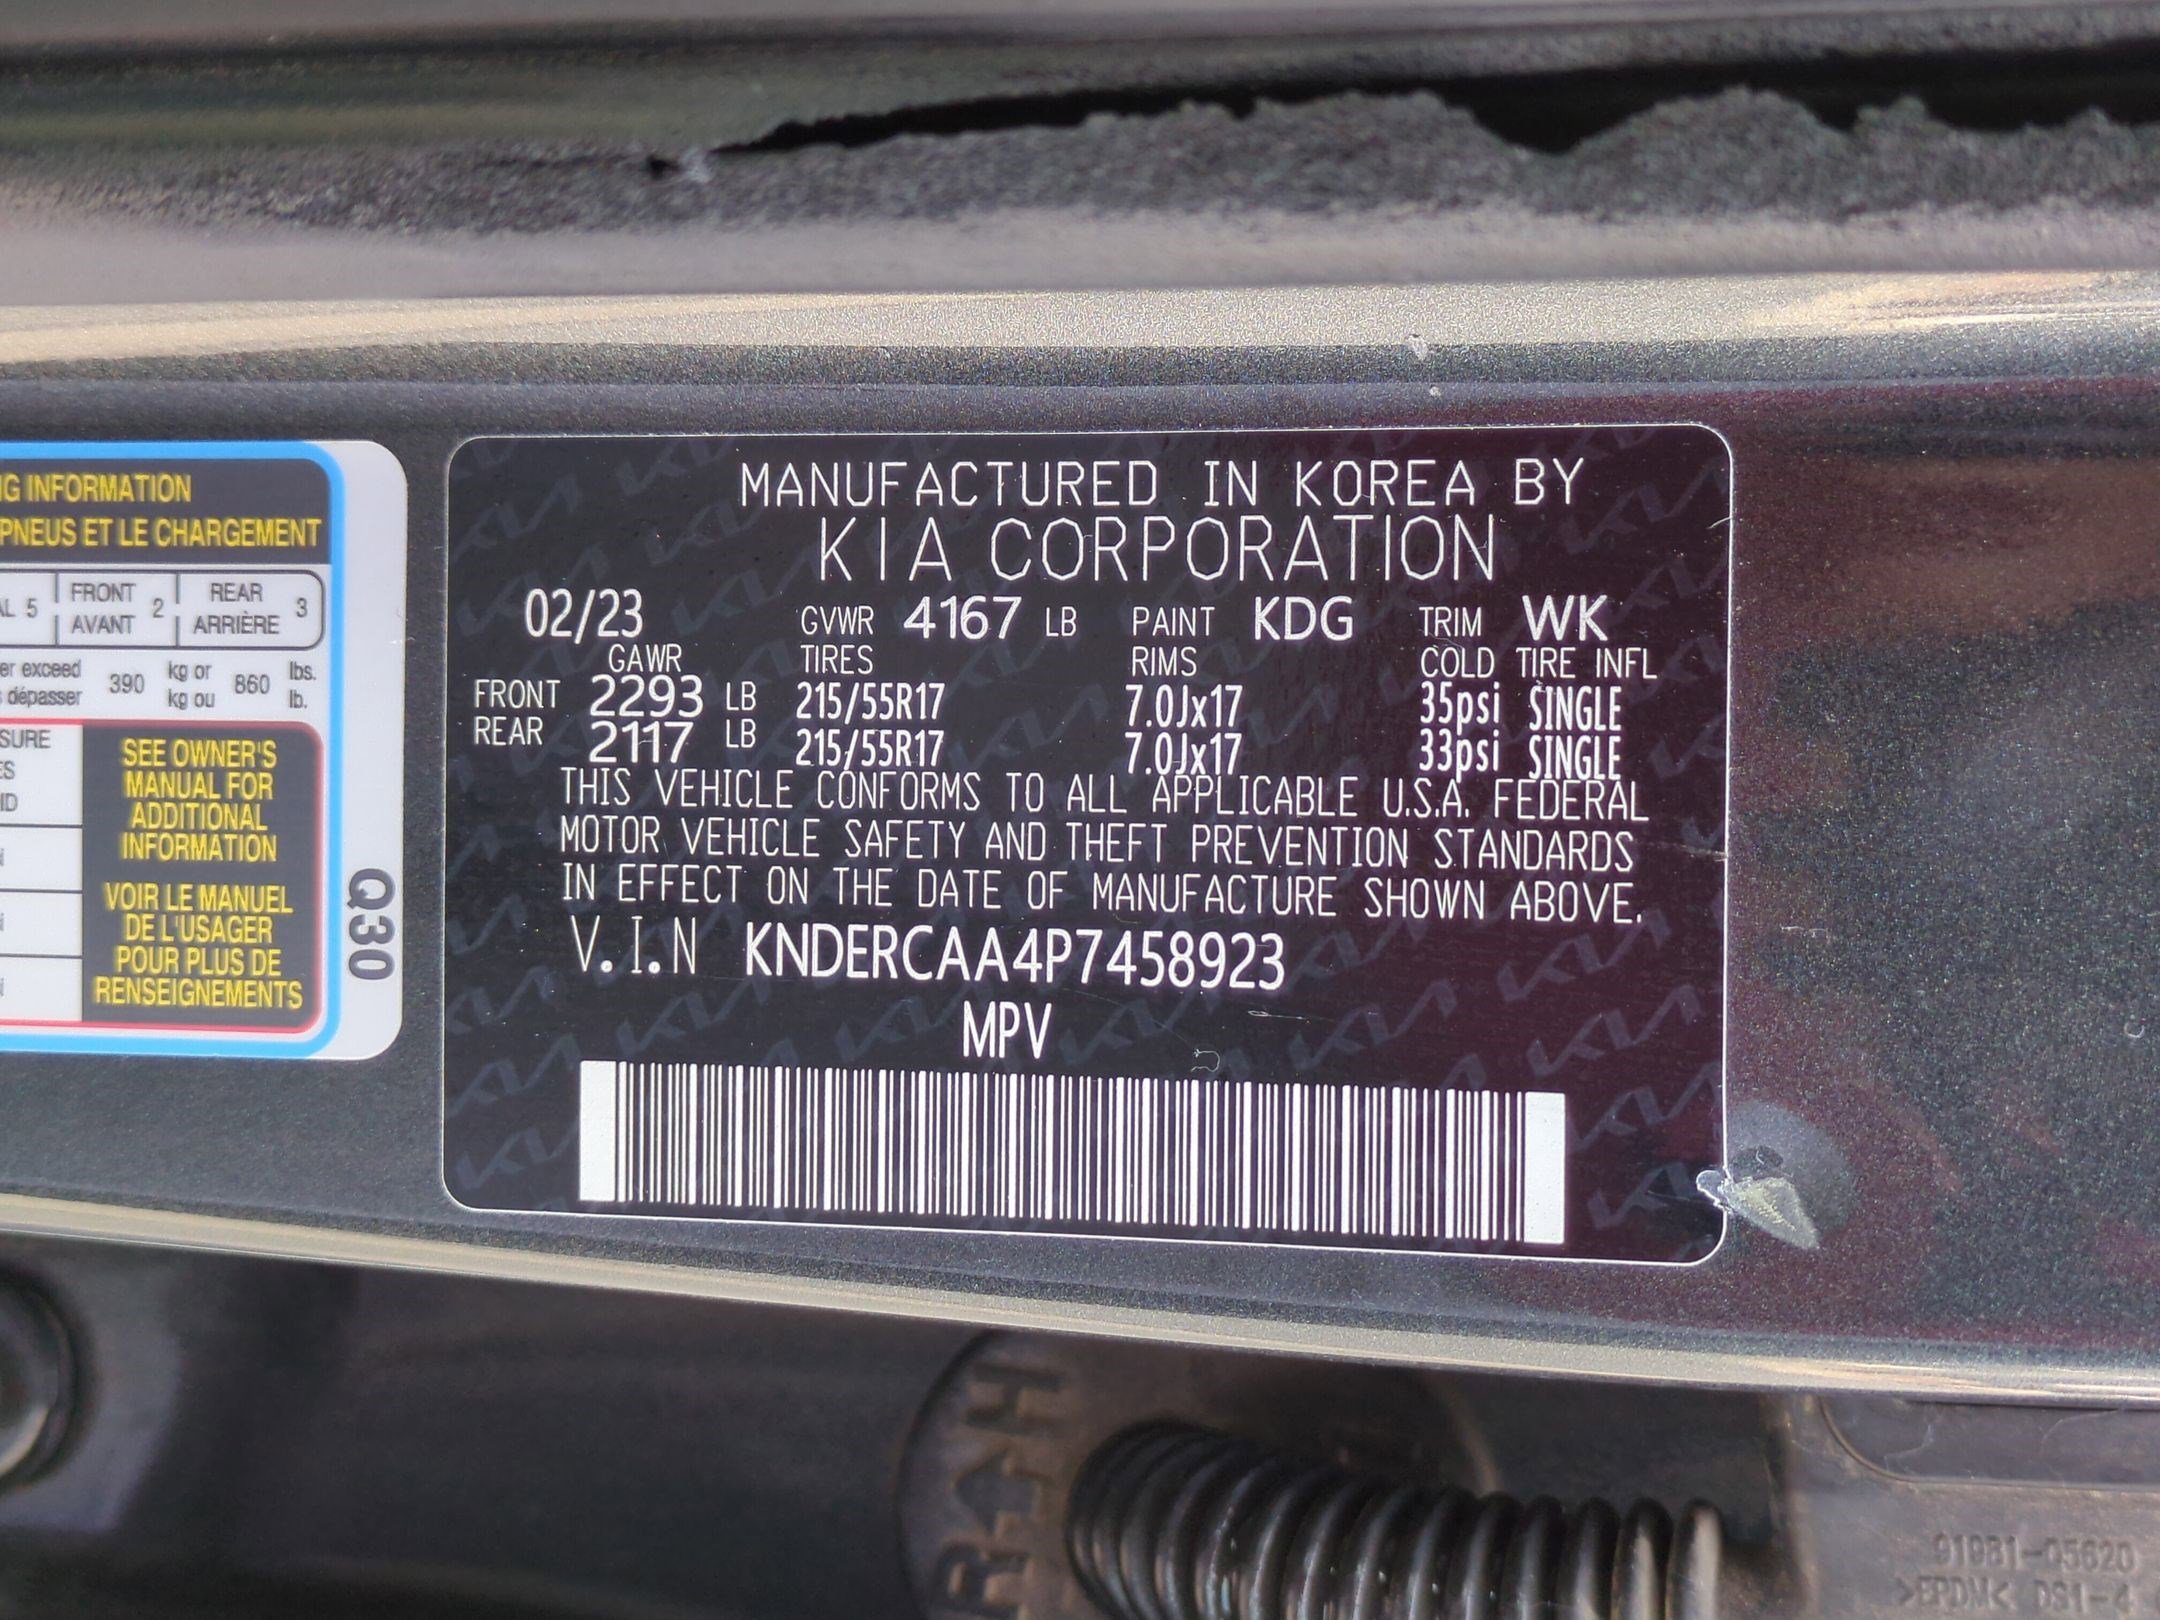 MANUFACTURED IN KOREA BY
KIA CORPORATION
02/23 GVWR 4167 LB PAINT KDG TRIM WK
GAWR TIRES RIMS COLD TIRE INFL
FRONT 2293 LB 215/55R17 7.0Jx17 35psi SINGLE
REAR 2117 LB 215/55R17 7.0Jx17 33psi SINGLE
THIS VEHICLE CONFORMS TO ALL APPLICABLE U.S.A. FEDERAL
MOTOR VEHICLE SAFETY AND THEFT PREVENTION STANDARDS
IN EFFECT ON THE DATE OF MANUFACTURE SHOWN ABOVE.
V.I.N KNDERCAA4P7458923
MPV
INFORMATION
PNEUS ET LE CHARGEMENT
5 FRONT 2 REAR 3
AVANT ARRIÈRE
exceed 390 kg or 860 lbs.
dépasser kg ou lb.
SEE OWNER'S
MANUAL FOR
ADDITIONAL
INFORMATION
VOIR LE MANUEL
DE L'USAGER
POUR PLUS DE
RENSEIGNEMENTS
Q30
91981-Q5620
>EPDM<